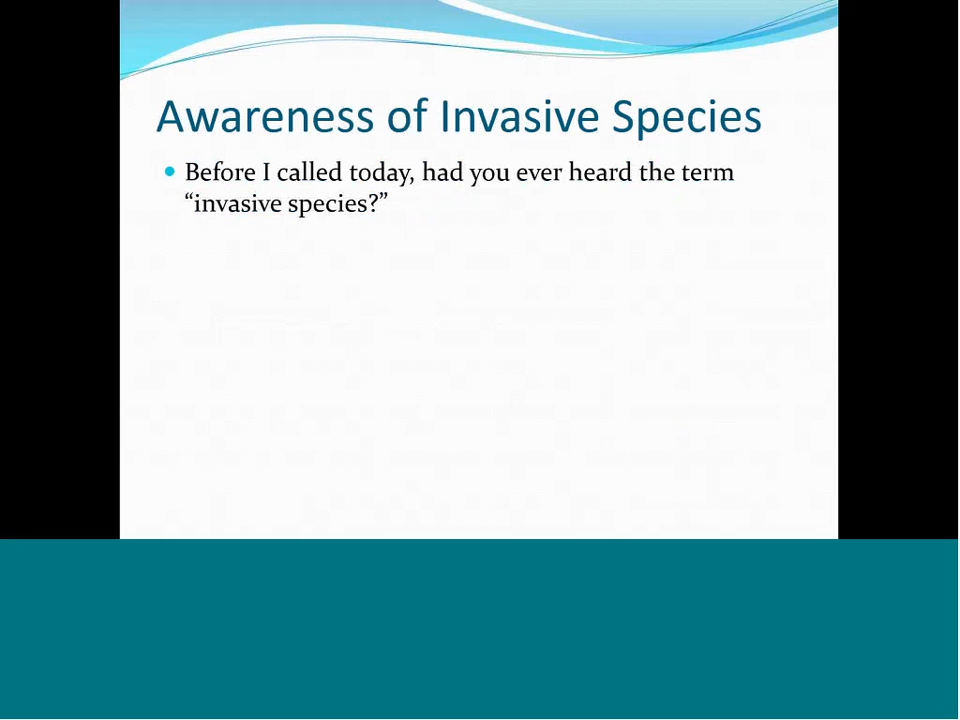 Awareness of Invasive Species
Before I called today, had you ever heard the term
“invasive species?”